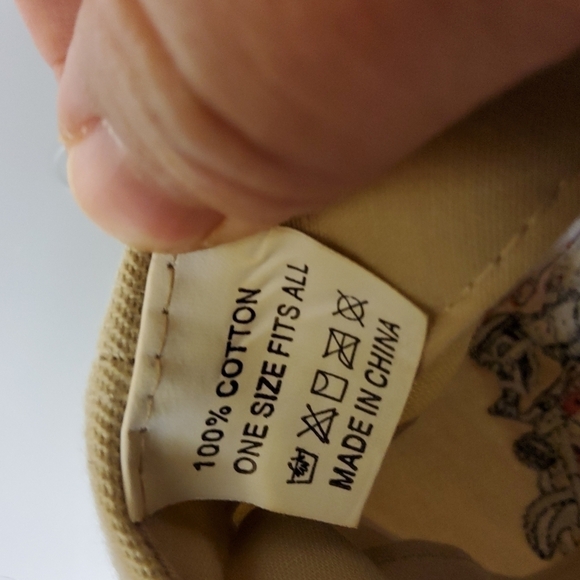 100% COTTON
ONE SIZE FITS ALL
MADE IN CHINA